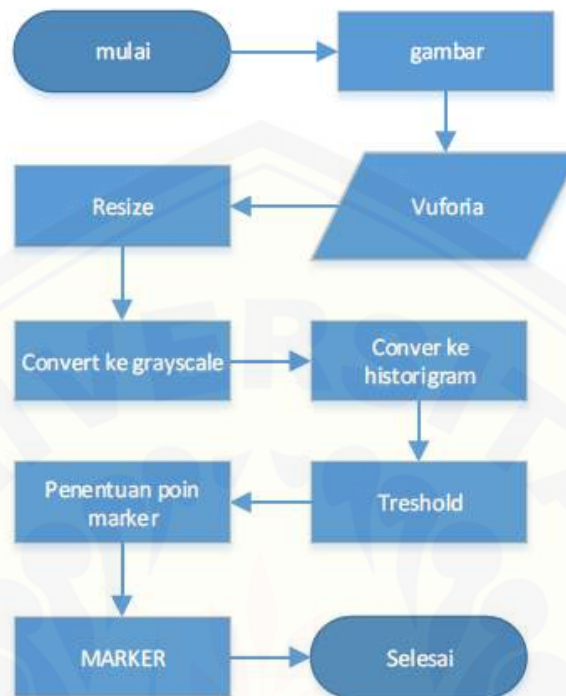 mulai
gambar
Vuforia
Resize
Convert ke grayscale
Conver ke
historigram
Treshold
Penentuan poin
marker
MARKER
Selesai